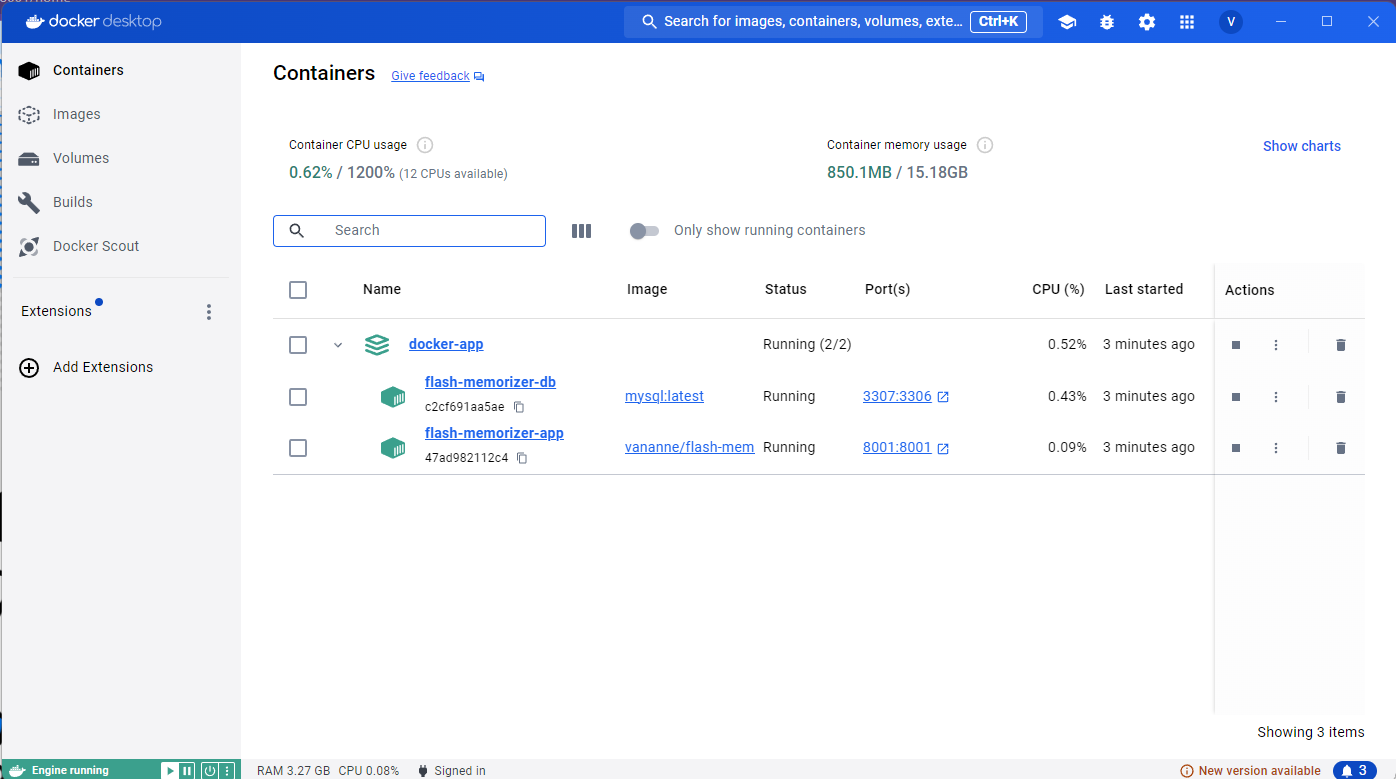 docker desktop
Search for images, containers, volumes, exte... Ctrl+K
V
Containers
Images
Volumes
Builds
Docker Scout
Extensions
Add Extensions
Containers Give feedback
Container CPU usage
0.62% / 1200% (12 CPUs available)
Container memory usage
850.1MB / 15.18GB
Show charts
Search
Only show running containers
Name Image Status Port(s) CPU (%) Last started Actions
docker-app Running (2/2) 0.52% 3 minutes ago
flash-memorizer-db
c2cf691aa5ae
mysql:latest Running 3307:3306 0.43% 3 minutes ago
flash-memorizer-app
47ad982112c4
vananne/flash-mem Running 8001:8001 0.09% 3 minutes ago
Showing 3 items
Engine running
RAM 3.27 GB CPU 0.08% Signed in
New version available
3